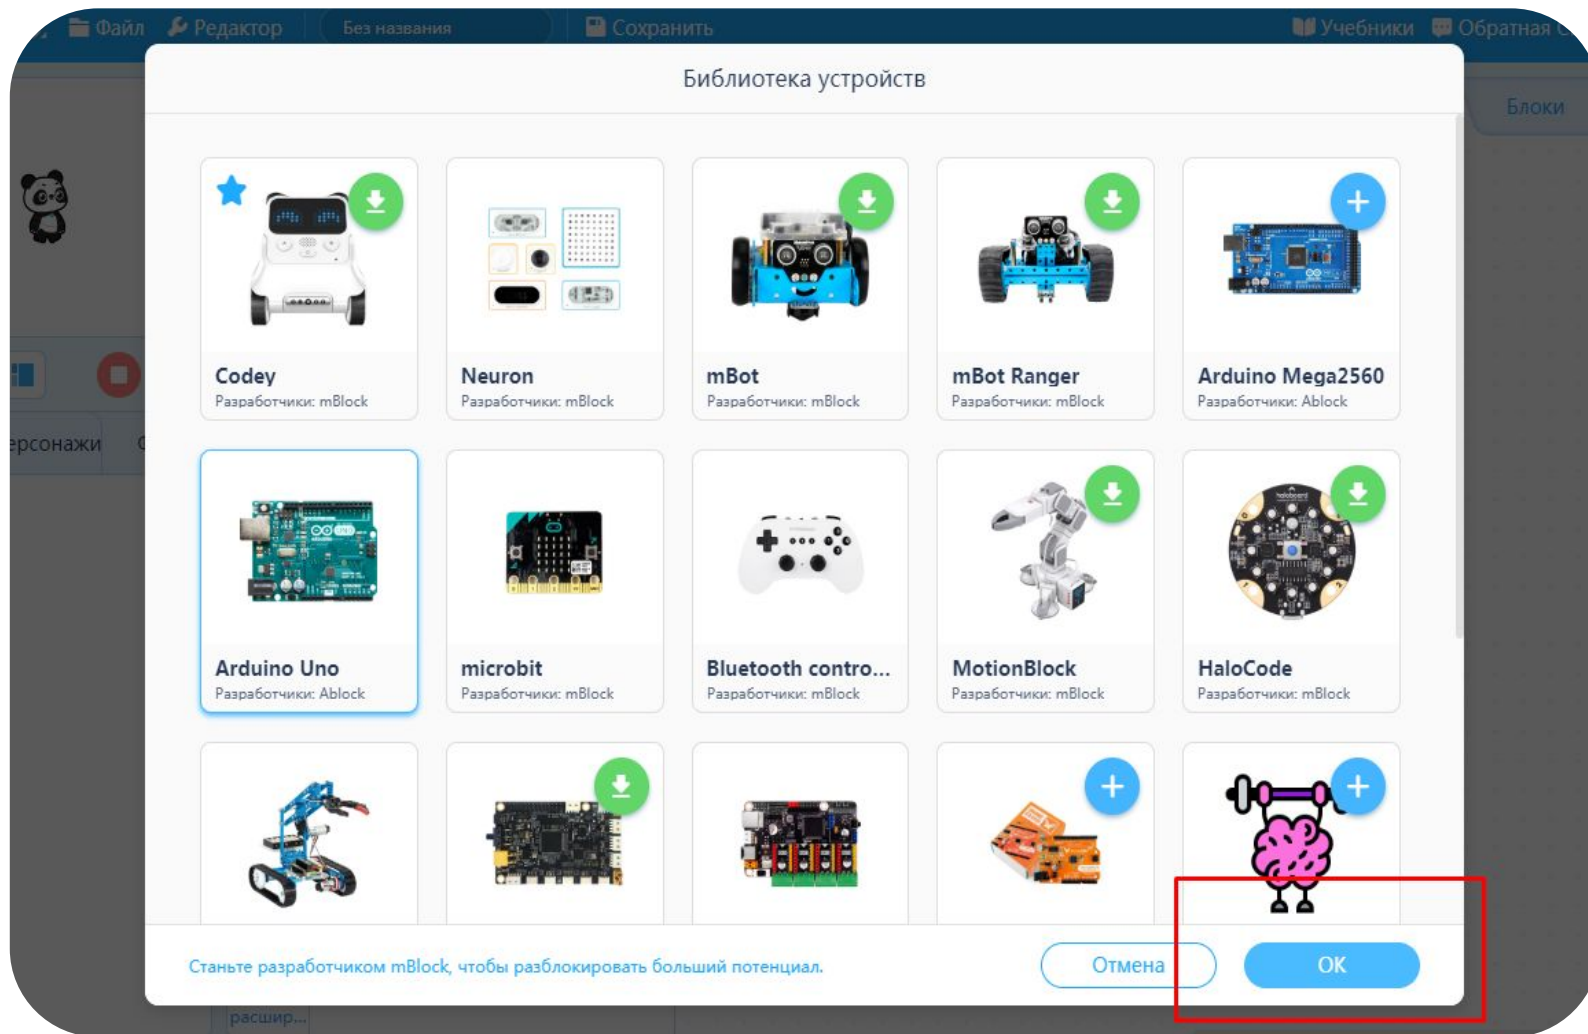 Файл Редактор Без названия Сохранить Учебники Обратная
Библиотека устройств
Блоки
Codey
Разработчики: mBlock
Neuron
Разработчики: mBlock
mBot
Разработчики: mBlock
mBot Ranger
Разработчики: mBlock
Arduino Mega2560
Разработчики: Ablock
ерсонажи
Arduino Uno
Разработчики: Ablock
microbit
Разработчики: mBlock
Bluetooth contro...
Разработчики: mBlock
MotionBlock
Разработчики: mBlock
HaloCode
Разработчики: mBlock
Станьте разработчиком mBlock, чтобы разблокировать больший потенциал.
Отмена
OK
расшир...